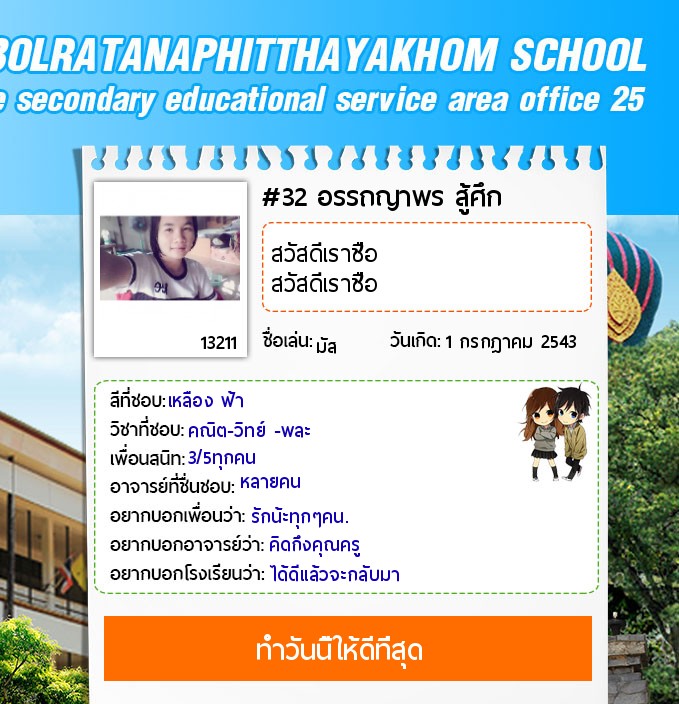 BOLRATANAPHITTHAYAKHOM SCHOOL
e secondary educational service area office 25
#32 อรรถญาพร สู้ศึก
สวัสดีเราชื่อ
สวัสดีเราชื่อ
13211
ชื่อเล่น: มัส วันเกิด: 1 กรกฎาคม 2543
สีที่ชอบ: เหลือง ฟ้า
วิชาที่ชอบ: คณิต-วิทย์ -พละ
เพื่อนสนิท: 3/5ทุกคน
อาจารย์ที่ชื่นชอบ: หลายคน
อยากบอกเพื่อนว่า: รักน้ะทุกๆคน.
อยากบอกอาจารย์ว่า: คิดถึงคุณครู
อยากบอกโรงเรียนว่า: ได้ดีแล้วจะกลับมา
ทำวันนี้ให้ดีที่สุด